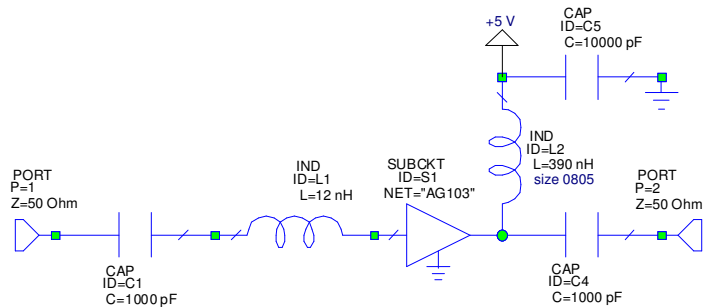 CAP
ID=C5
C=10000 pF
+5 V
IND
ID=L2
L=390 nH
size 0805
IND
ID=L1
L=12 nH
SUBCKT
ID=S1
NET="AG103"
PORT
P=1
Z=50 Ohm
PORT
P=2
Z=50 Ohm
CAP
ID=C1
C=1000 pF
CAP
ID=C4
C=1000 pF